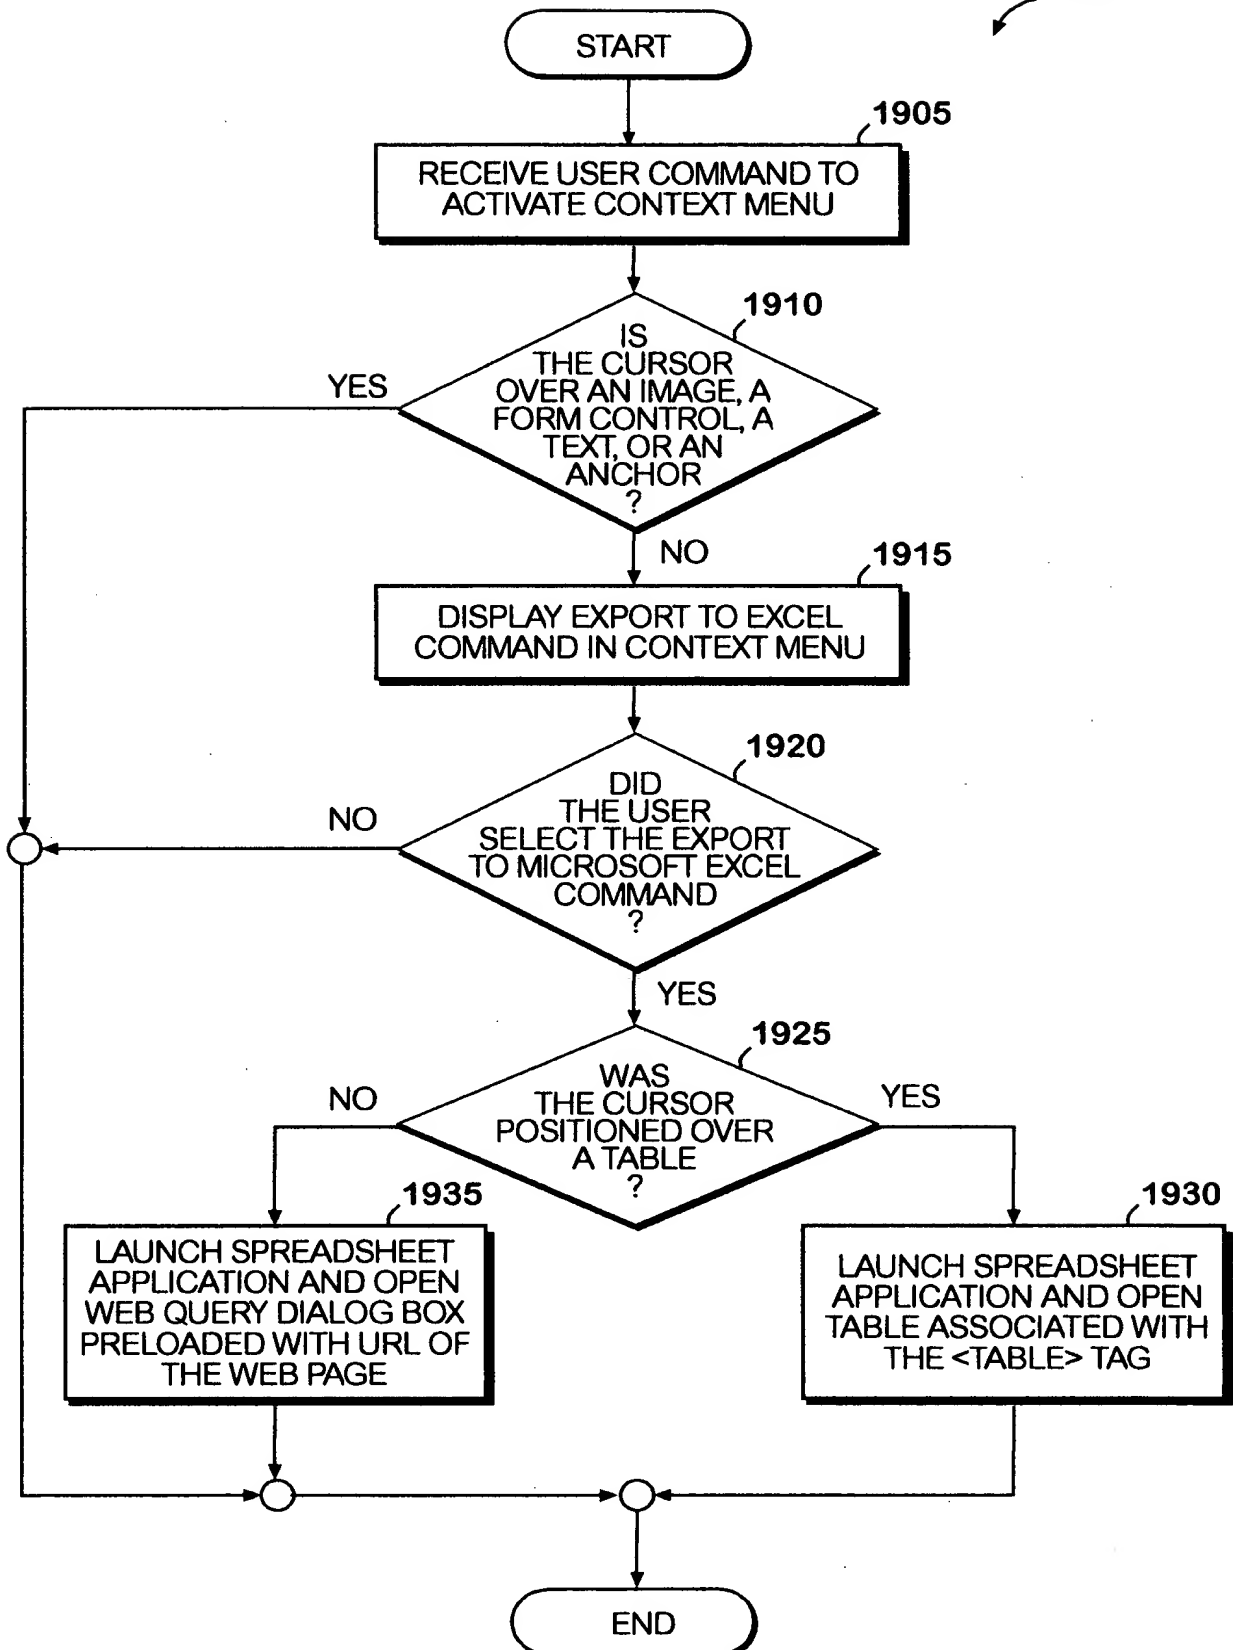 START
1905
RECEIVE USER COMMAND TO
ACTIVATE CONTEXT MENU
1910
IS
THE CURSOR
OVER AN IMAGE, A
FORM CONTROL, A
TEXT, OR AN
ANCHOR
?
YES
NO
1915
DISPLAY EXPORT TO EXCEL
COMMAND IN CONTEXT MENU
1920
DID
THE USER
SELECT THE EXPORT
TO MICROSOFT EXCEL
COMMAND
?
NO
YES
1925
WAS
THE CURSOR
POSITIONED OVER
A TABLE
?
NO
YES
1935
LAUNCH SPREADSHEET
APPLICATION AND OPEN
WEB QUERY DIALOG BOX
PRELOADED WITH URL OF
THE WEB PAGE
1930
LAUNCH SPREADSHEET
APPLICATION AND OPEN
TABLE ASSOCIATED WITH
THE <TABLE> TAG
END